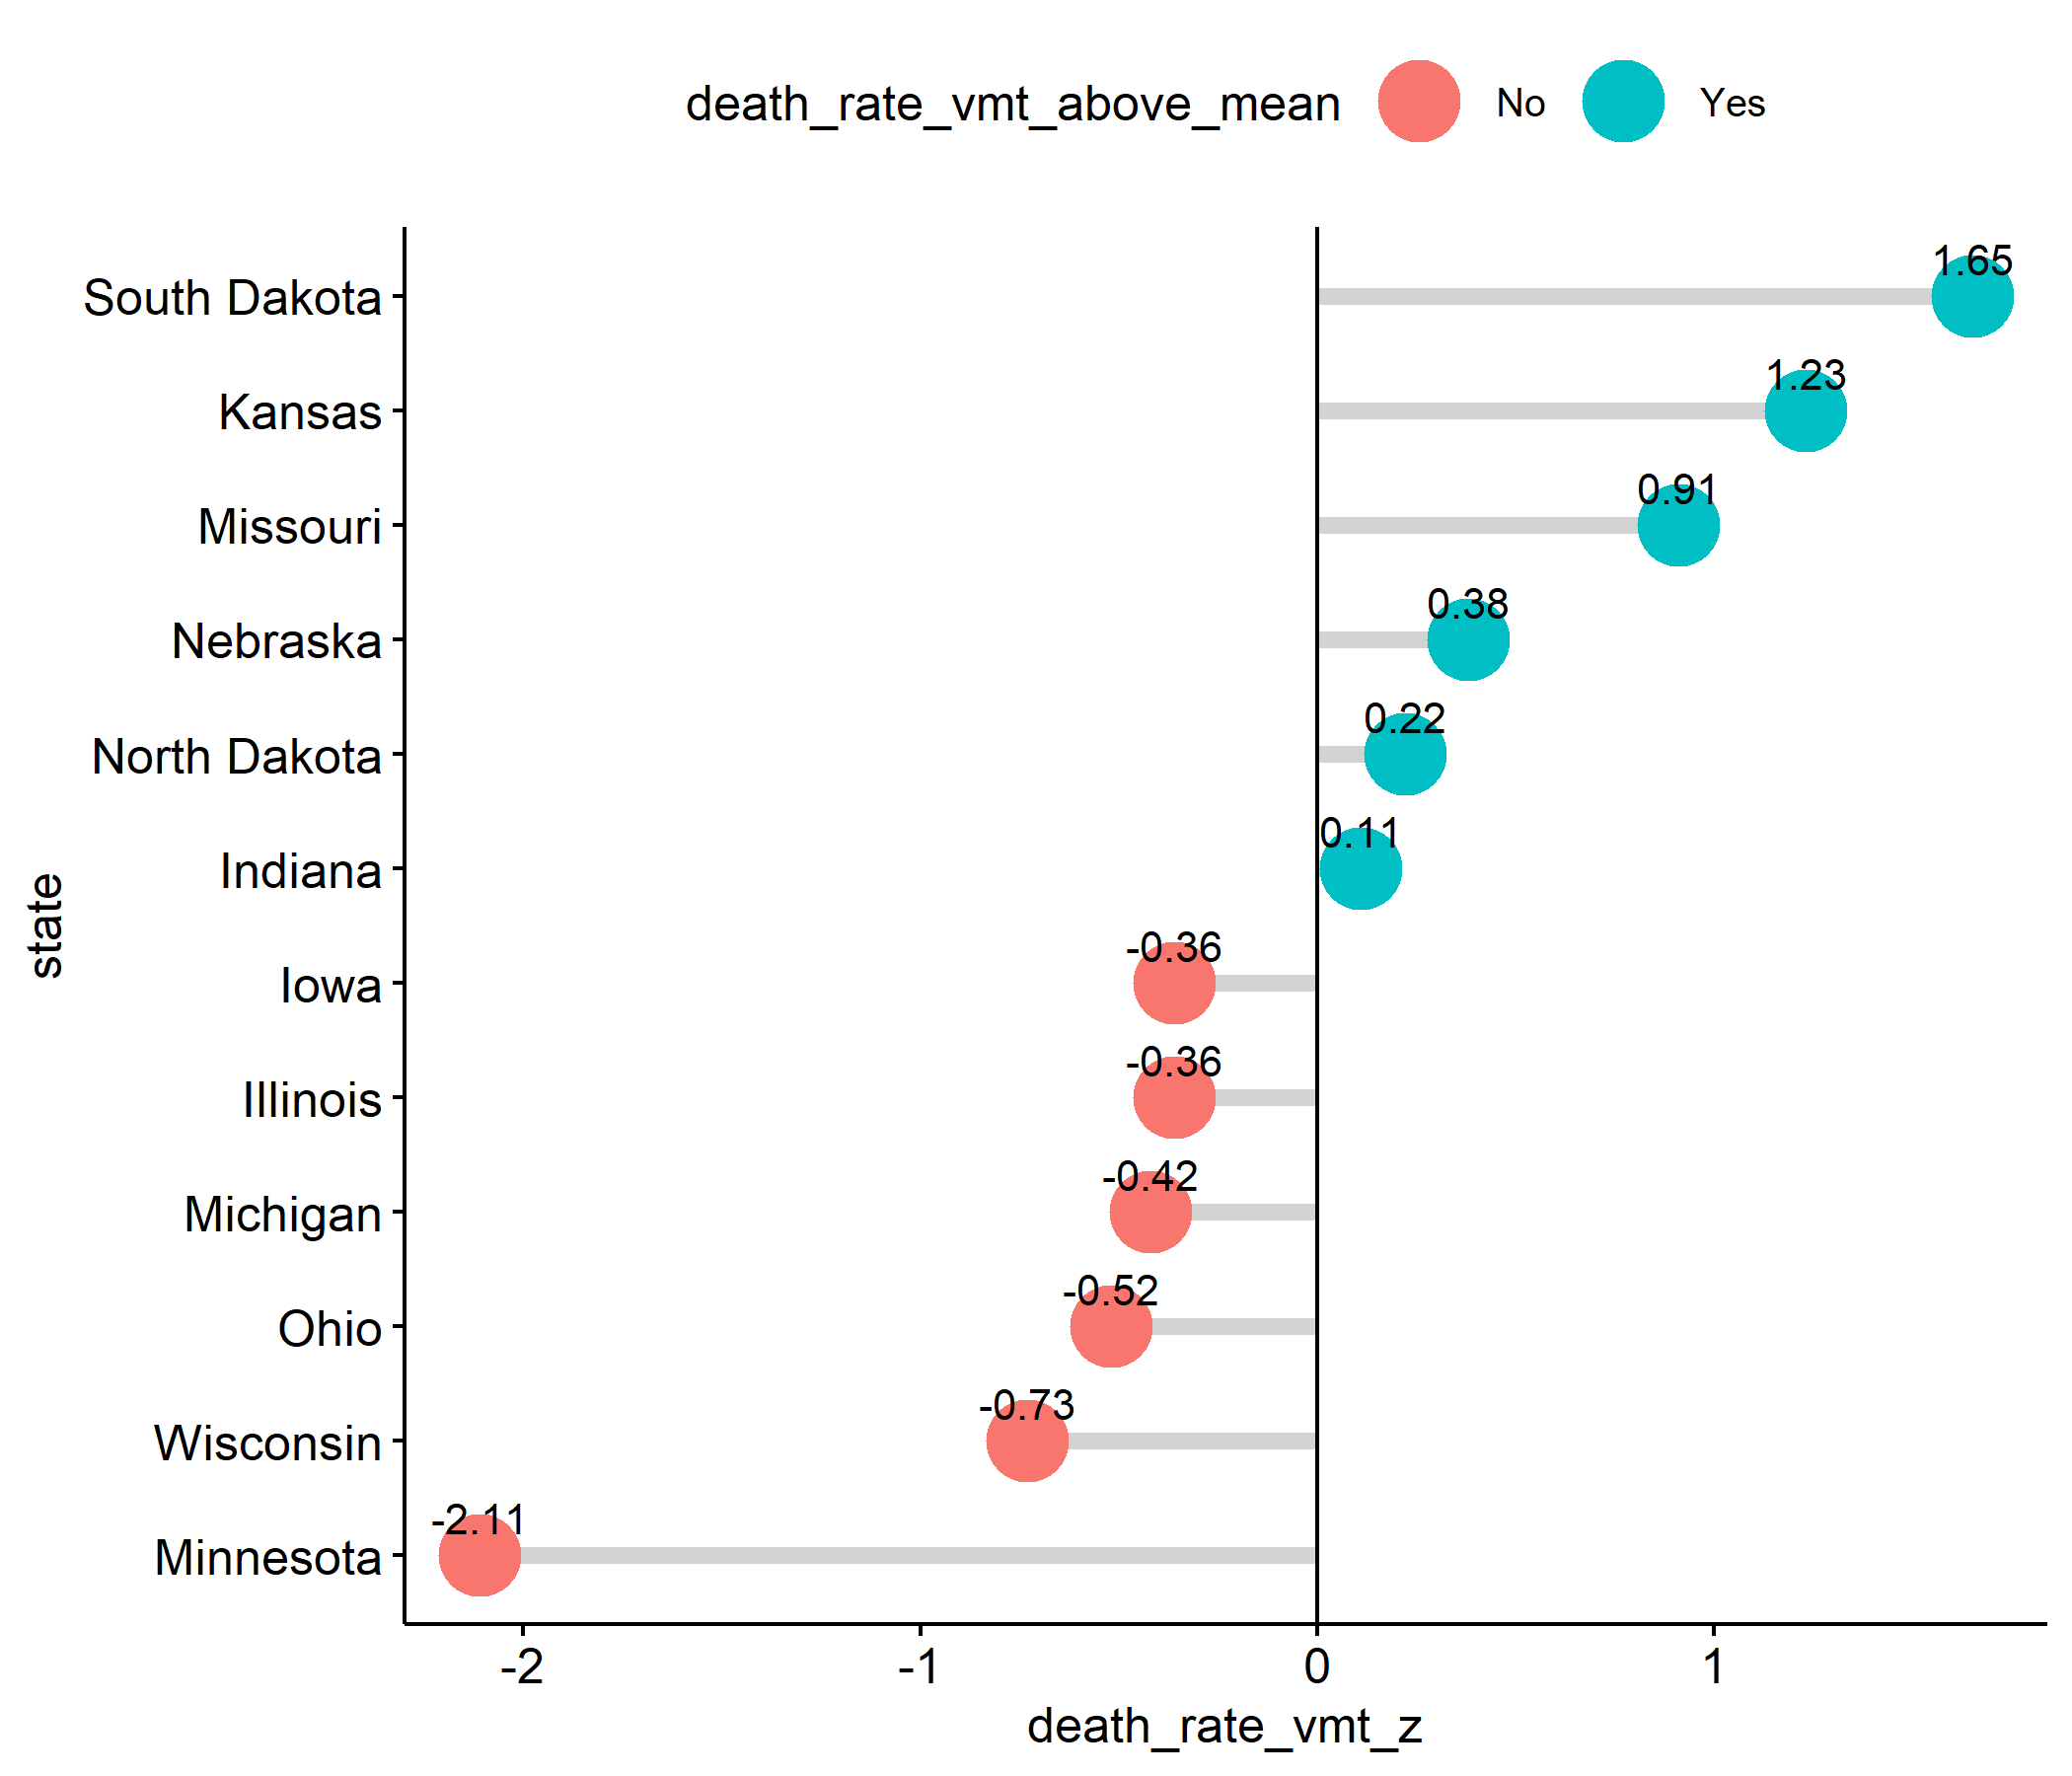 death_rate_vmt_above_mean No Yes
South Dakota 1.65
Kansas 1.23
Missouri 0.91
Nebraska 0.38
North Dakota 0.22
Indiana 0.11
state
Iowa -0.36
Illinois -0.36
Michigan -0.42
Ohio -0.52
Wisconsin -0.73
Minnesota -2.11
-2 -1 0 1
death_rate_vmt_z